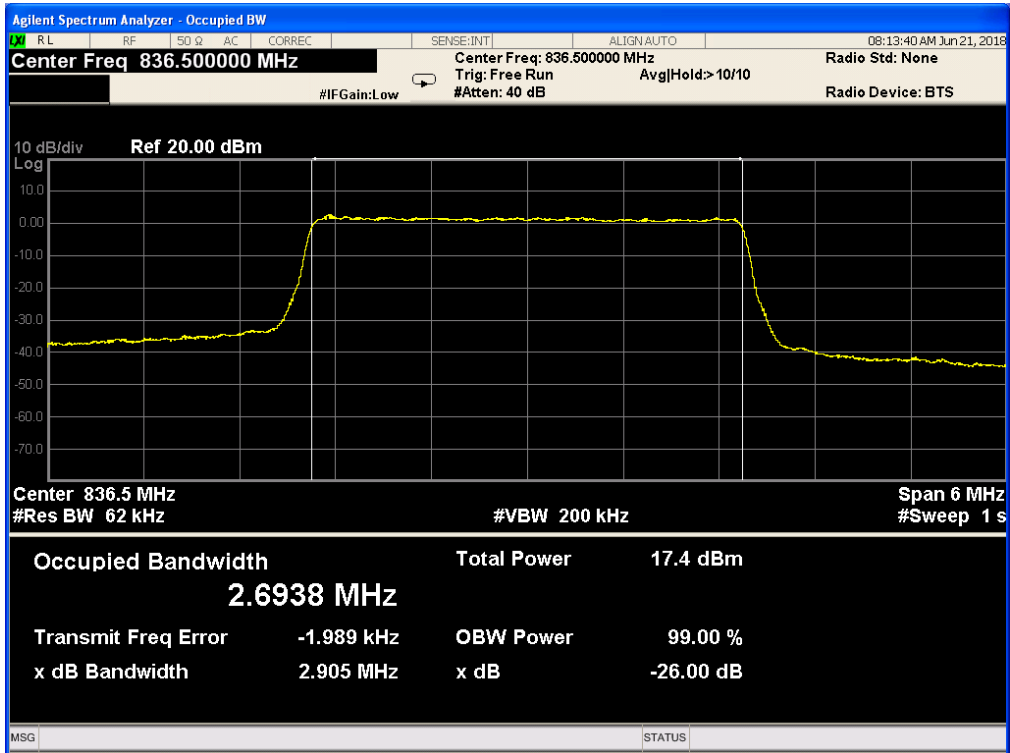 Agilent Spectrum Analyzer - Occupied BW
LXI RL RF 50 Ω AC CORREC SENSE:INT ALIGN AUTO 08:13:40 AM Jun 21, 2018
Center Freq 836.500000 MHz Center Freq: 836.500000 MHz Radio Std: None
Trig: Free Run Avg|Hold:>10/10
#IFGain:Low #Atten: 40 dB Radio Device: BTS
10 dB/div Ref 20.00 dBm
Log
10.0
0.00
-10.0
-20.0
-30.0
-40.0
-50.0
-60.0
-70.0
Center 836.5 MHz Span 6 MHz
#Res BW 62 kHz #VBW 200 kHz #Sweep 1 s
Occupied Bandwidth Total Power 17.4 dBm
2.6938 MHz
Transmit Freq Error -1.989 kHz OBW Power 99.00 %
x dB Bandwidth 2.905 MHz x dB -26.00 dB
MSG STATUS